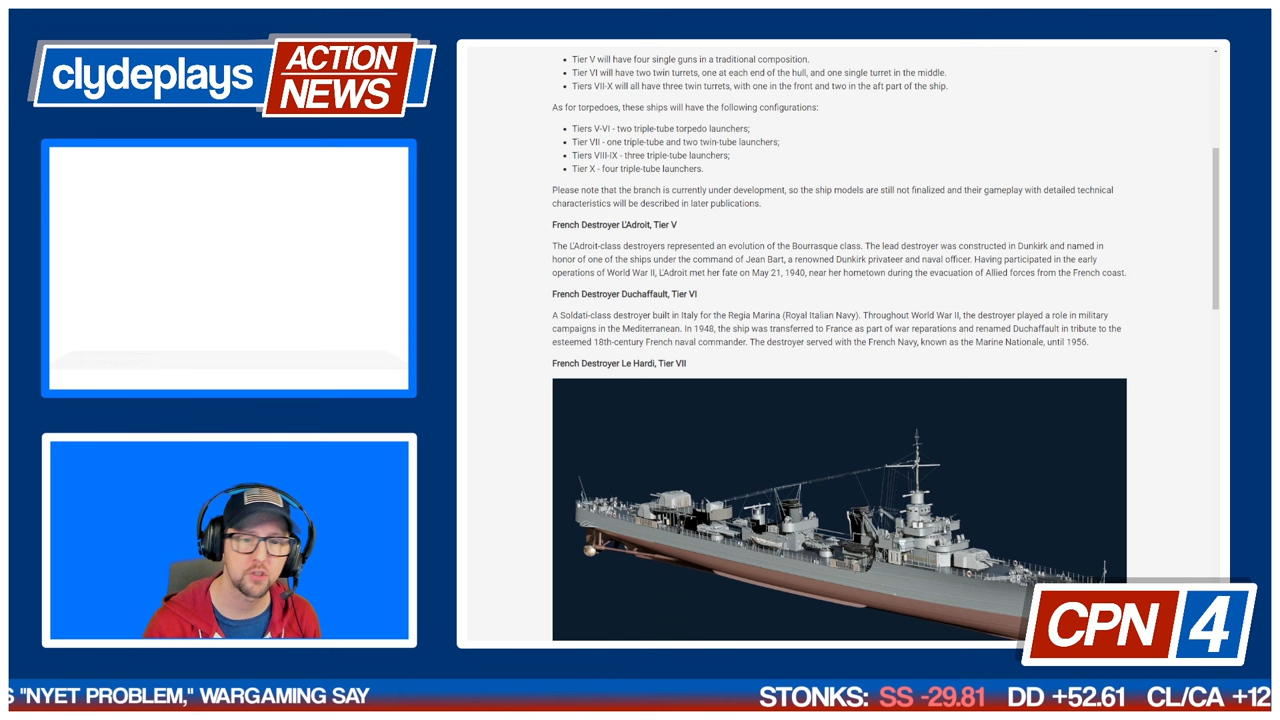 clydeplays
ACTION
NEWS
Tier V will have four single guns in a traditional composition.
Tier VI will have two twin turrets, one at each end of the hull, and one single turret in the middle.
Tiers VII-X will all have three twin turrets, with one in the front and two in the aft part of the ship.
As for torpedoes, these ships will have the following configurations:
Tiers V-VI - two triple-tube torpedo launchers;
Tier VII - one triple-tube and two twin-tube launchers;
Tiers VIII-IX - three triple-tube launchers;
Tier X - four triple-tube launchers.
Please note that the branch is currently under development, so the ship models are still not finalized and their gameplay with detailed technical
characteristics will be described in later publications.
French Destroyer L'Adroit, Tier V
The L'Adroit-class destroyers represented an evolution of the Bourrasque class. The lead destroyer was constructed in Dunkirk and named in
honor of one of the ships under the command of Jean Bart, a renowned Dunkirk privateer and naval officer. Having participated in the early
operations of World War II, L'Adroit met her fate on May 21, 1940, near her hometown during the evacuation of Allied forces from the French coast.
French Destroyer Duchaffault, Tier VI
A Soldati-class destroyer built in Italy for the Regia Marina (Royal Italian Navy). Throughout World War II, the destroyer played a role in military
campaigns in the Mediterranean. In 1948, the ship was transferred to France as part of war reparations and renamed Duchaffault in tribute to the
esteemed 18th-century French naval commander. The destroyer served with the French Navy, known as the Marine Nationale, until 1956.
French Destroyer Le Hardi, Tier VII
CPN 4
S "NYET PROBLEM," WARGAMING SAY
STONKS: SS -29.81 DD +52.61 CL/CA +12